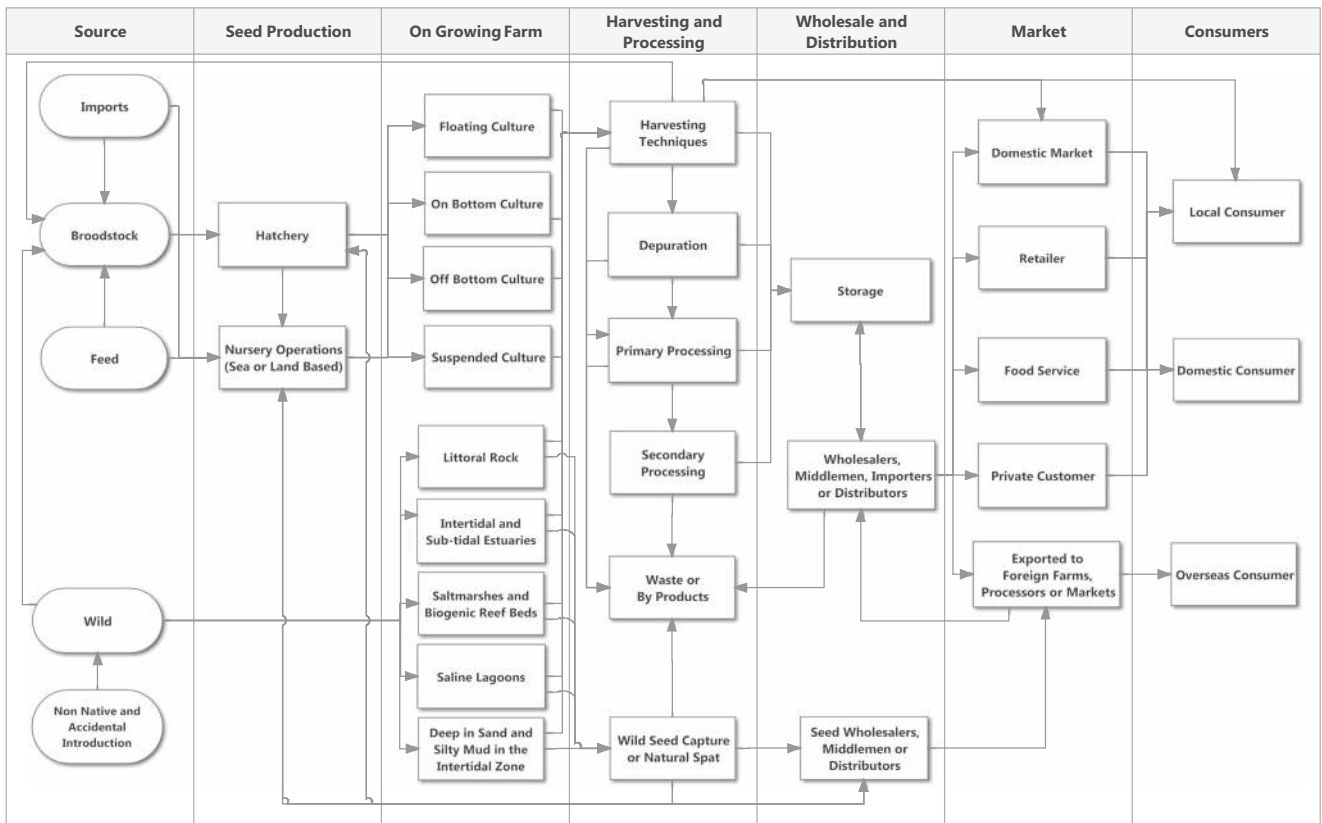 Source
Seed Production
On Growing Farm
Harvesting and
Processing
Wholesale and
Distribution
Market
Consumers
Imports
Broodstock
Feed
Wild
Non Native and
Accidental
Introduction
Hatchery
Nursery Operations
(Sea or Land Based)
Floating Culture
On Bottom Culture
Off Bottom Culture
Suspended Culture
Littoral Rock
Intertidal and
Sub-tidal Estuaries
Saltmarshes and
Biogenic Reef Beds
Saline Lagoons
Deep in Sand and
Silty Mud in the
Intertidal Zone
Harvesting
Techniques
Depuration
Primary Processing
Secondary
Processing
Waste or
By Products
Wild Seed Capture
or Natural Spat
Storage
Wholesalers,
Middlemen, Importers
or Distributors
Seed Wholesalers,
Middlemen or
Distributors
Domestic Market
Retailer
Food Service
Private Customer
Exported to
Foreign Farms,
Processors or Markets
Local Consumer
Domestic Consumer
Overseas Consumer